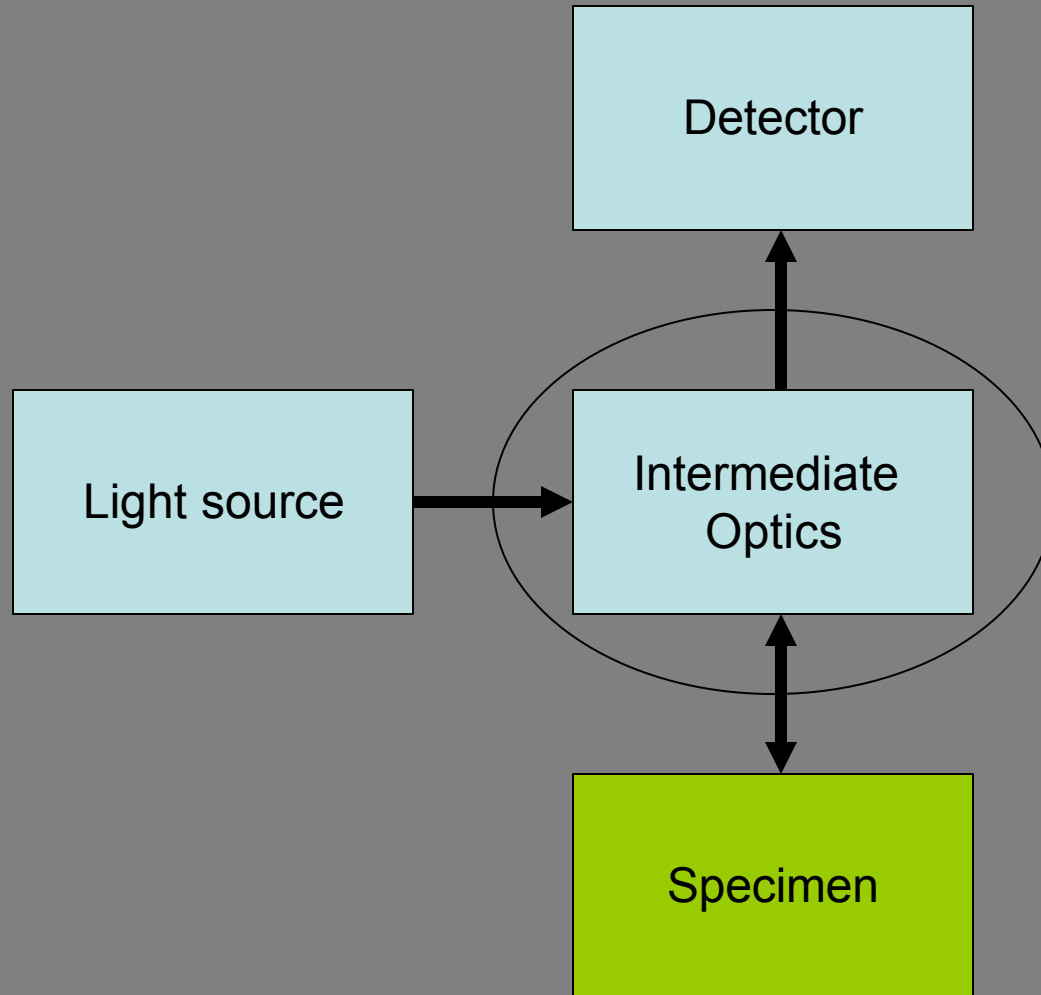 Detector
Light source
Intermediate
Optics
Specimen